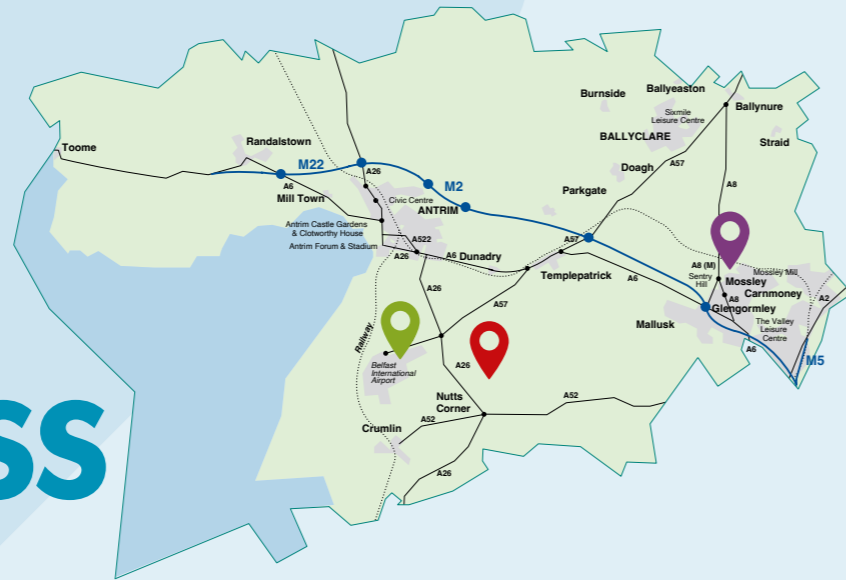 Burnside
Ballyeaston
Sixmile
Leisure Centre
Ballynure
BALLYCLARE
Straid
Toome
Randalstown
M22
A26
A6
M2
Doagh
A57
A8
Mill Town
Civic Centre
ANTRIM
Parkgate
Antrim Castle Gardens
& Clotworthy House
Antrim Forum & Stadium
A522
A26
A6
Dunadry
A57
Templepatrick
A6
A8 (M)
Sentry
Hill
Mossley Mill
Mossley
Carnmoney
A8
A2
Glengormley
A26
A57
Mallusk
The Valley
Leisure
Centre
A6
M5
Railway
Belfast
International
Airport
A26
Nutts
Corner
A52
A52
Crumlin
A26
ss